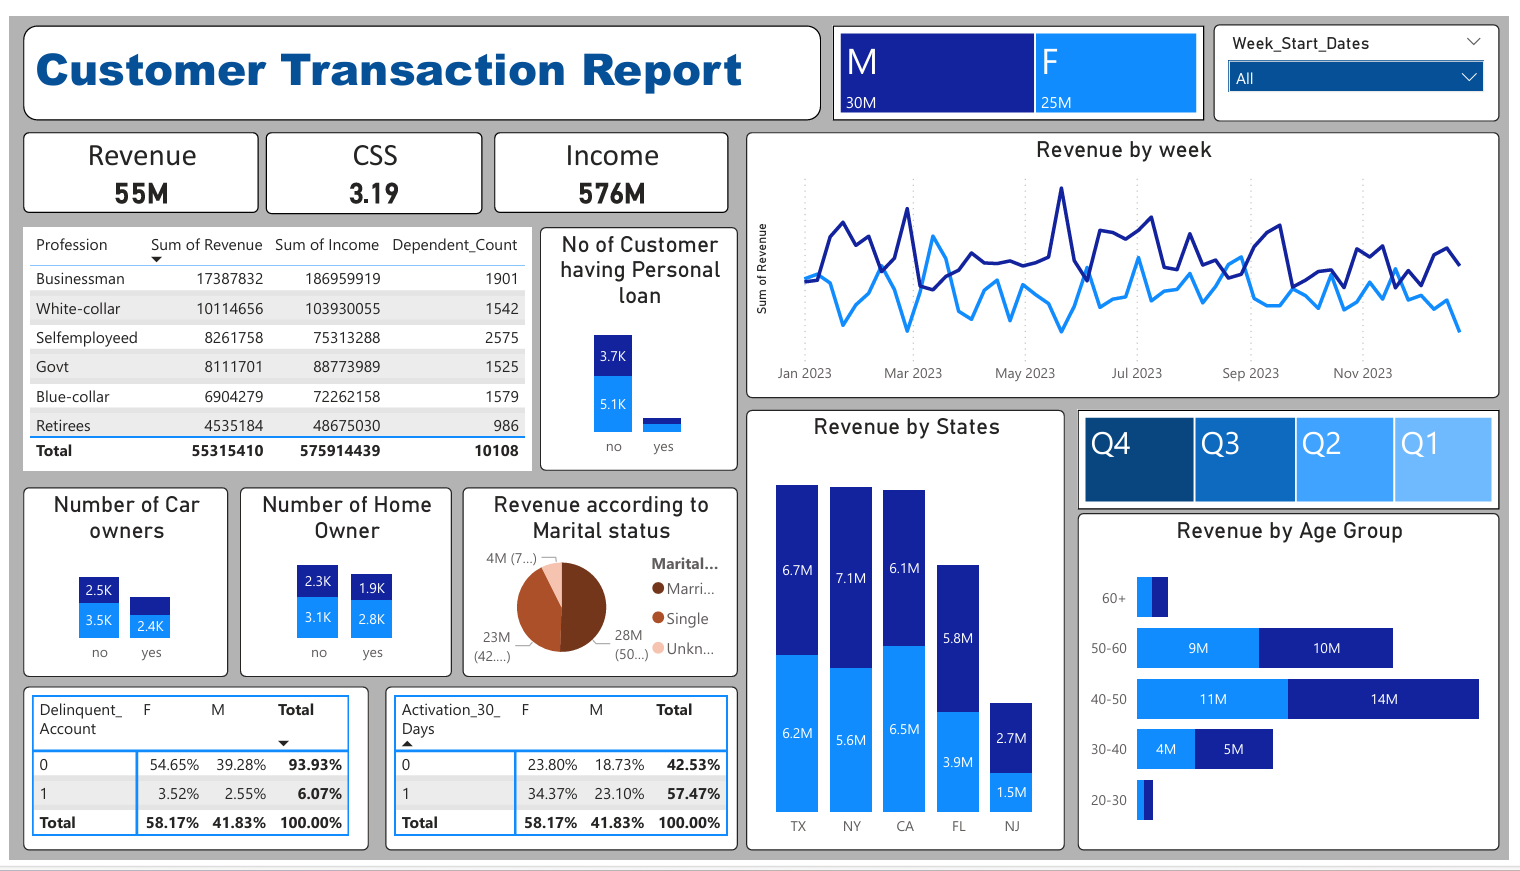 Customer Transaction Report
M
30M
F
25M
Week_Start_Dates
All
Revenue
55M
CSS
3.19
Income
576M
Revenue by week
Sum of Revenue
Jan 2023 Mar 2023 May 2023 Jul 2023 Sep 2023 Nov 2023
Profession Sum of Revenue Sum of Income Dependent_Count
Businessman 17387832 186959919 1901
White-collar 10114656 103930055 1542
Selfemployeed 8261758 75313288 2575
Govt 8111701 88773989 1525
Blue-collar 6904279 72262158 1579
Retirees 4535184 48675030 986
Total 55315410 575914439 10108
No of Customer
having Personal
loan
3.7K
5.1K
no yes
Number of Car
owners
2.5K
3.5K 2.4K
no yes
Number of Home
Owner
2.3K 1.9K
3.1K 2.8K
no yes
Revenue according to
Marital status
4M (7...)
23M
(42....)
28M
(50...)
Marital...
Marri...
Single
Unkn...
Revenue by States
6.7M 7.1M 6.1M 5.8M 2.7M
6.2M 5.6M 6.5M 3.9M 1.5M
TX NY CA FL NJ
Q4 Q3 Q2 Q1
Revenue by Age Group
60+
50-60 9M 10M
40-50 11M 14M
30-40 4M 5M
20-30
Delinquent_
Account F M Total
0 54.65% 39.28% 93.93%
1 3.52% 2.55% 6.07%
Total 58.17% 41.83% 100.00%
Activation_30_
Days F M Total
0 23.80% 18.73% 42.53%
1 34.37% 23.10% 57.47%
Total 58.17% 41.83% 100.00%